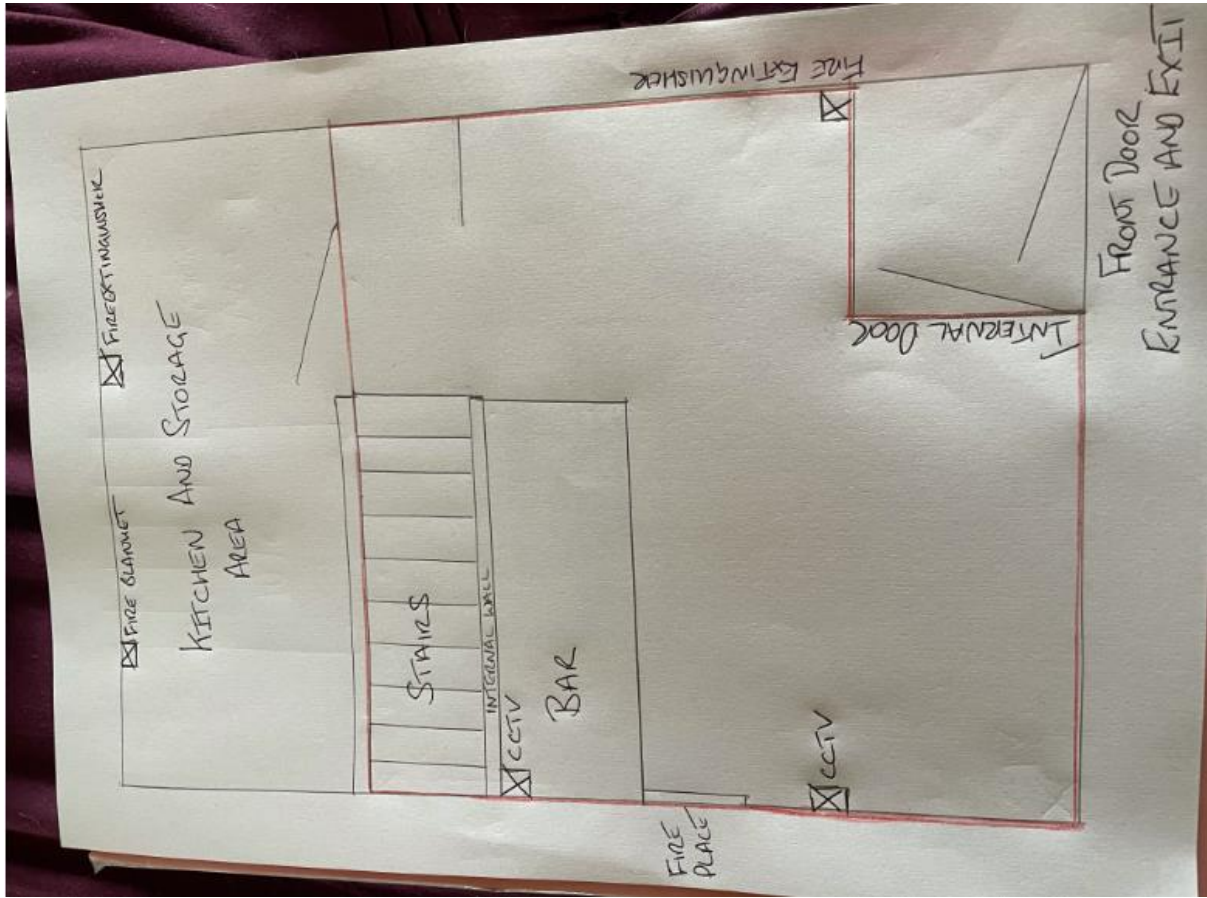 FIRE EXTINGUISHER
FIRE BLANKET
FIRE EXTINGUISHER
KITCHEN AND STORAGE
AREA
STAIRS
INTERNAL WALL
CCTV
BAR
INTERNAL DOOR
FIRE
PLACE
CCTV
FRONT DOOR
ENTRANCE AND EXIT